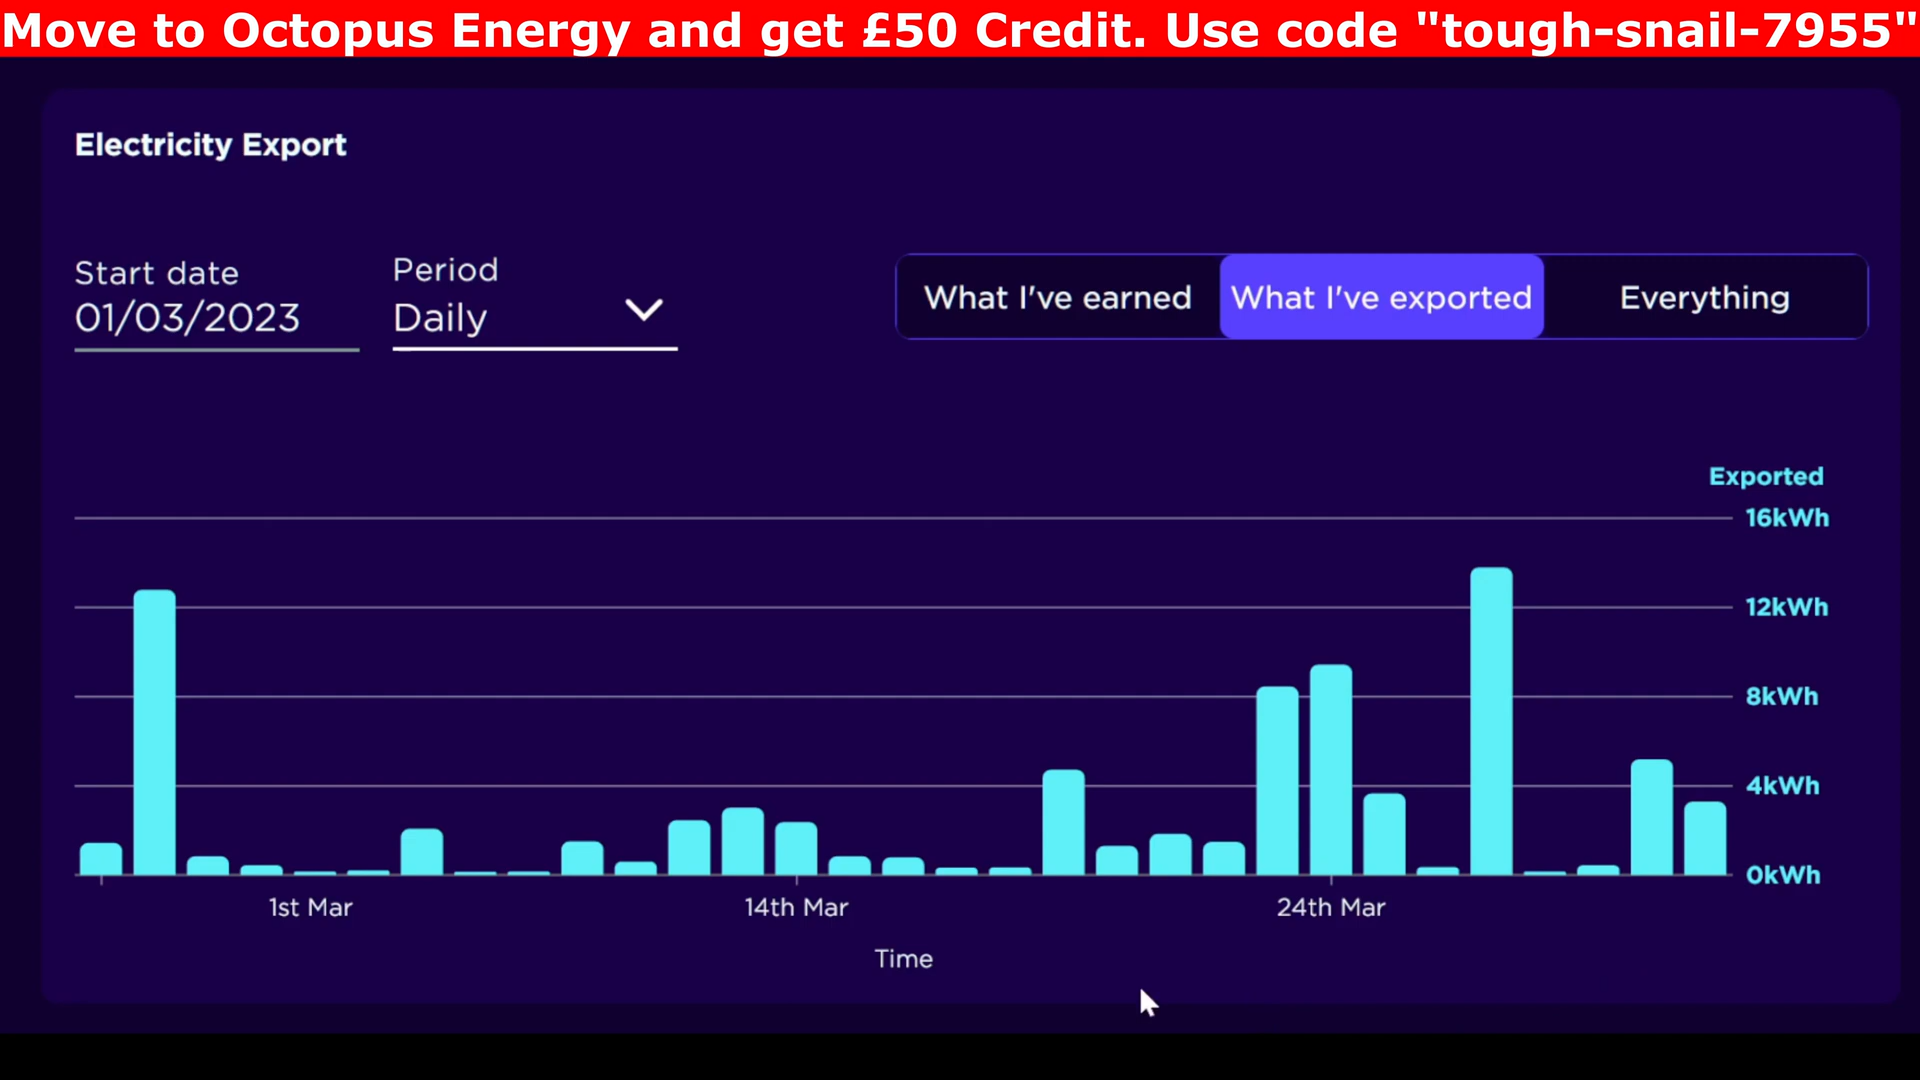 Move to Octopus Energy and get £50 Credit. Use code "tough-snail-7955"
Electricity Export
Start date
01/03/2023
Period
Daily
What I've earned
What I've exported
Everything
Exported
16kWh
12kWh
8kWh
4kWh
0kWh
1st Mar
14th Mar
24th Mar
Time